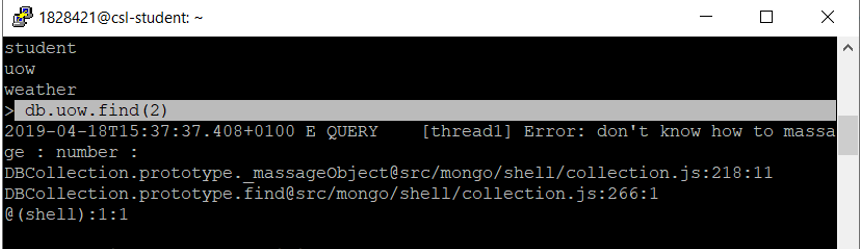 1828421@csl-student: ~
student
uow
weather
> db.uow.find(2)
2019-04-18T15:37:37.408+0100 E QUERY    [thread1] Error: don't know how to massa
ge : number :
DBCollection.prototype._massageObject@src/mongo/shell/collection.js:218:11
DBCollection.prototype.find@src/mongo/shell/collection.js:266:1
@(shell):1:1